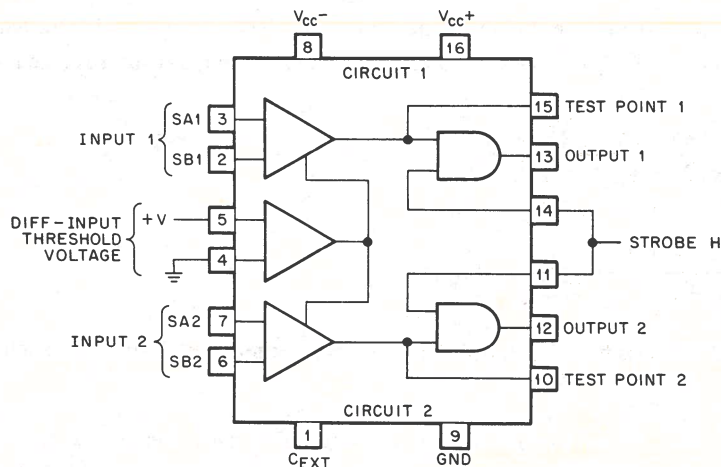 VCC- VCC+
8 16
CIRCUIT 1
15 TEST POINT 1
SA1 3
INPUT 1
SB1 2
13 OUTPUT 1
+V 5
14
DIFF-INPUT
THRESHOLD
VOLTAGE
4
STROBE H
11
SA2 7
INPUT 2
SB2 6
12 OUTPUT 2
10 TEST POINT 2
CIRCUIT 2
1 9
CEXT GND